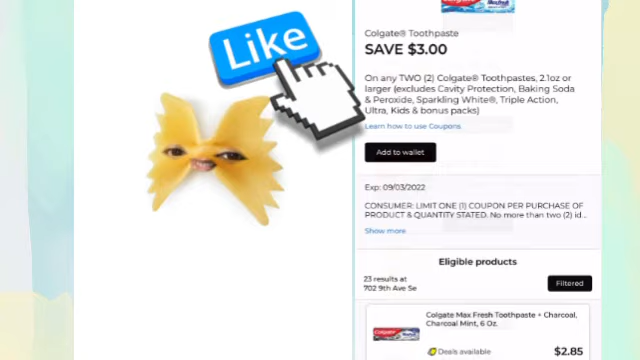 Like
Colgate® Toothpaste
SAVE $3.00
On any TWO (2) Colgate® Toothpastes, 2.1oz or
larger (excludes Cavity Protection, Baking Soda
& Peroxide, Sparkling White®, Triple Action,
Ultra, Kids & bonus packs)
Learn how to use Coupons
Add to wallet
Exp: 09/03/2022
CONSUMER: LIMIT ONE (1) COUPON PER PURCHASE OF
PRODUCT & QUANTITY STATED. No more than two (2) id...
Show more
Eligible products
23 results at
702 9th Ave Se
Filtered
Colgate Max Fresh Toothpaste + Charcoal,
Charcoal Mint, 6 Oz.
Deals available
$2.85